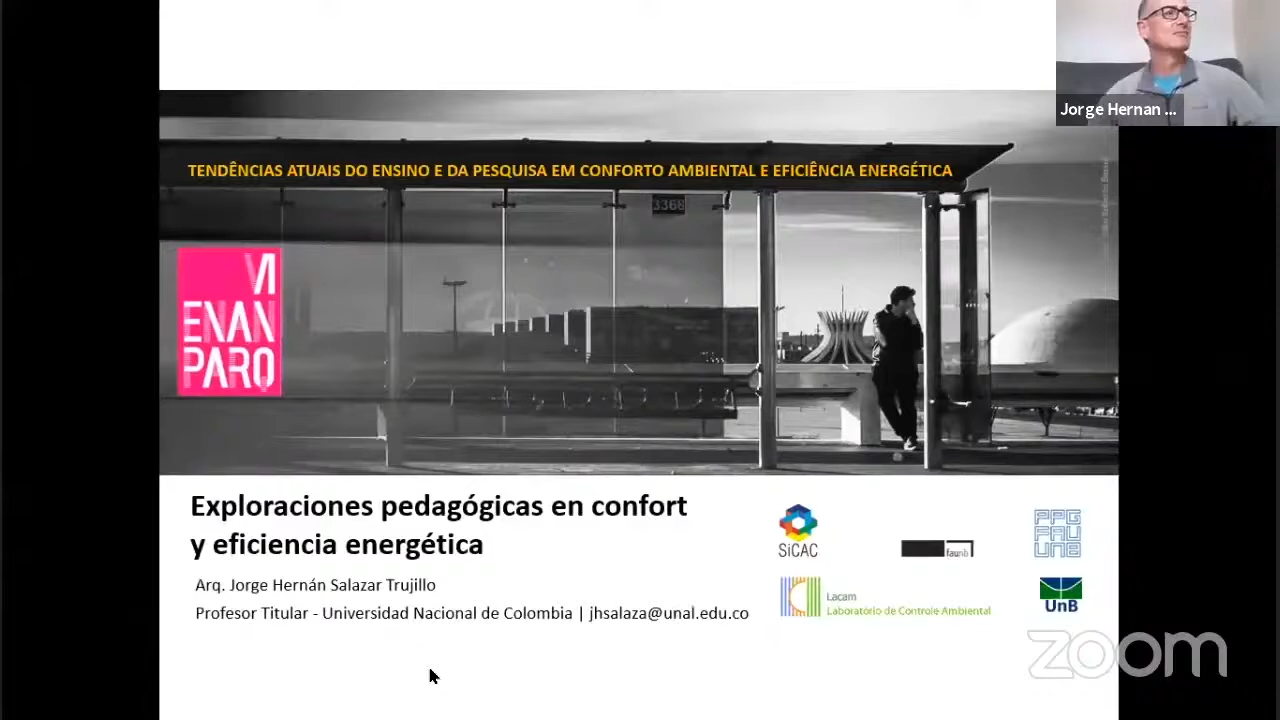 Jorge Hernan ...
TENDÊNCIAS ATUAIS DO ENSINO E DA PESQUISA EM CONFORTO AMBIENTAL E EFICIÊNCIA ENERGÉTICA
3368
VI
ENAN
PARQ
Exploraciones pedagógicas en confort
y eficiencia energética
Arq. Jorge Hernán Salazar Trujillo
Profesor Titular - Universidad Nacional de Colombia | jhsalaza@unal.edu.co
SiCAC
faunb
PPG
FAU
UNB
Lacam
Laboratório de Controle Ambiental
UnB
zoom